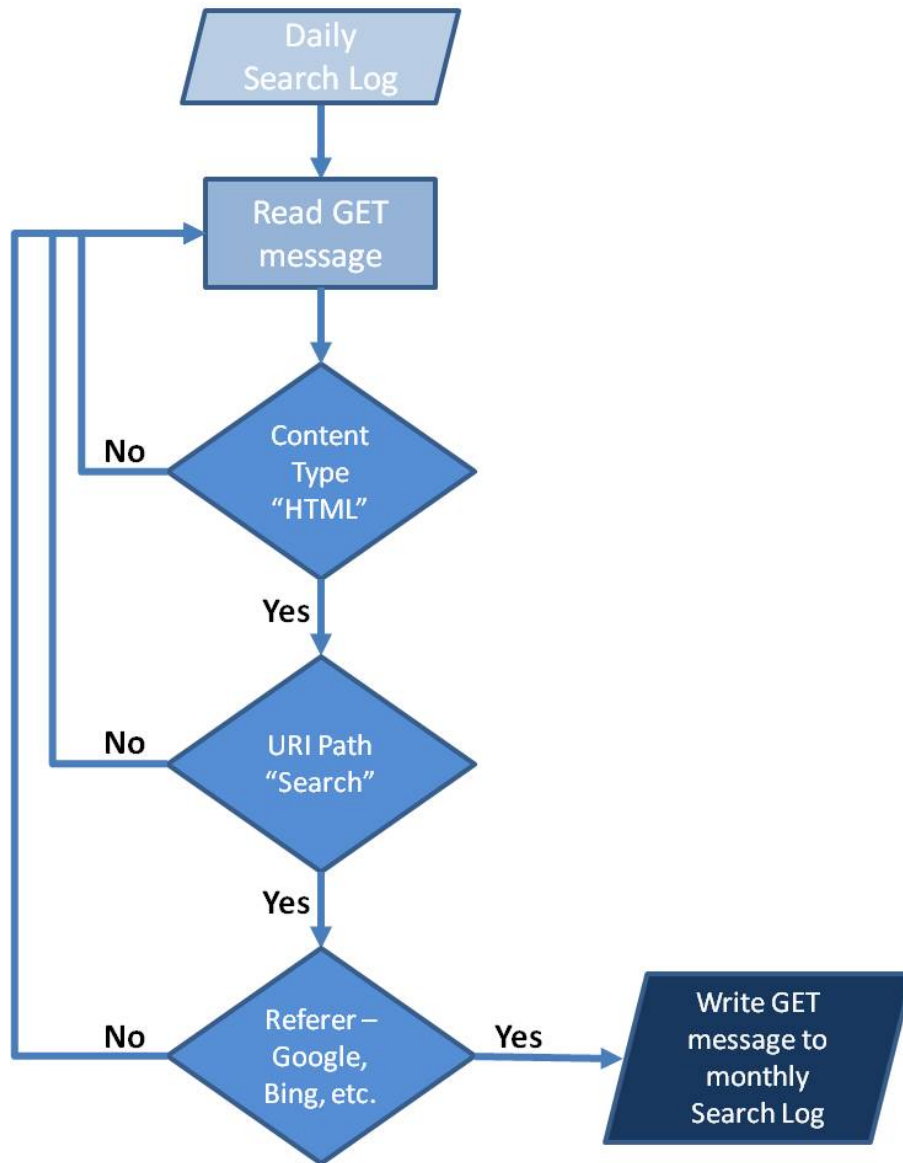 Daily
Search Log
Read GET
message
Content
Type
“HTML”
No
Yes
URI Path
“Search”
No
Yes
Referer –
Google,
Bing, etc.
No
Yes
Write GET
message to
monthly
Search Log